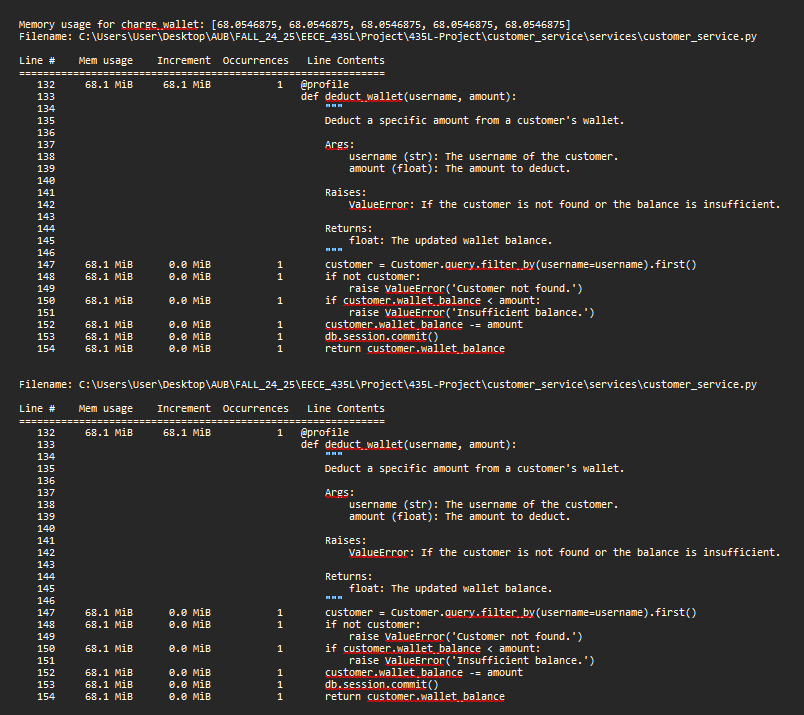 Memory usage for charge_wallet: [68.0546875, 68.0546875, 68.0546875, 68.0546875, 68.0546875]
Filename: C:\Users\User\Desktop\AUB\FALL_24_25\EECE_435L\Project\435L-Project\customer_service\services\customer_service.py
Line #    Mem usage    Increment  Occurrences   Line Contents
=============================================================
   132     68.1 MiB     68.1 MiB           1   @profile
   133                                         def deduct_wallet(username, amount):
   134                                             """
   135                                             Deduct a specific amount from a customer's wallet.
   136
   137                                             Args:
   138                                                 username (str): The username of the customer.
   139                                                 amount (float): The amount to deduct.
   140
   141                                             Raises:
   142                                                 ValueError: If the customer is not found or the balance is insufficient.
   143
   144                                             Returns:
   145                                                 float: The updated wallet balance.
   146                                             """
   147     68.1 MiB      0.0 MiB           1       customer = Customer.query.filter_by(username=username).first()
   148     68.1 MiB      0.0 MiB           1       if not customer:
   149                                                 raise ValueError('Customer not found.')
   150     68.1 MiB      0.0 MiB           1       if customer.wallet_balance < amount:
   151                                                 raise ValueError('Insufficient balance.')
   152     68.1 MiB      0.0 MiB           1       customer.wallet_balance -= amount
   153     68.1 MiB      0.0 MiB           1       db.session.commit()
   154     68.1 MiB      0.0 MiB           1       return customer.wallet_balance
Filename: C:\Users\User\Desktop\AUB\FALL_24_25\EECE_435L\Project\435L-Project\customer_service\services\customer_service.py
Line #    Mem usage    Increment  Occurrences   Line Contents
=============================================================
   132     68.1 MiB     68.1 MiB           1   @profile
   133                                         def deduct_wallet(username, amount):
   134                                             """
   135                                             Deduct a specific amount from a customer's wallet.
   136
   137                                             Args:
   138                                                 username (str): The username of the customer.
   139                                                 amount (float): The amount to deduct.
   140
   141                                             Raises:
   142                                                 ValueError: If the customer is not found or the balance is insufficient.
   143
   144                                             Returns:
   145                                                 float: The updated wallet balance.
   146                                             """
   147     68.1 MiB      0.0 MiB           1       customer = Customer.query.filter_by(username=username).first()
   148     68.1 MiB      0.0 MiB           1       if not customer:
   149                                                 raise ValueError('Customer not found.')
   150     68.1 MiB      0.0 MiB           1       if customer.wallet_balance < amount:
   151                                                 raise ValueError('Insufficient balance.')
   152     68.1 MiB      0.0 MiB           1       customer.wallet_balance -= amount
   153     68.1 MiB      0.0 MiB           1       db.session.commit()
   154     68.1 MiB      0.0 MiB           1       return customer.wallet_balance